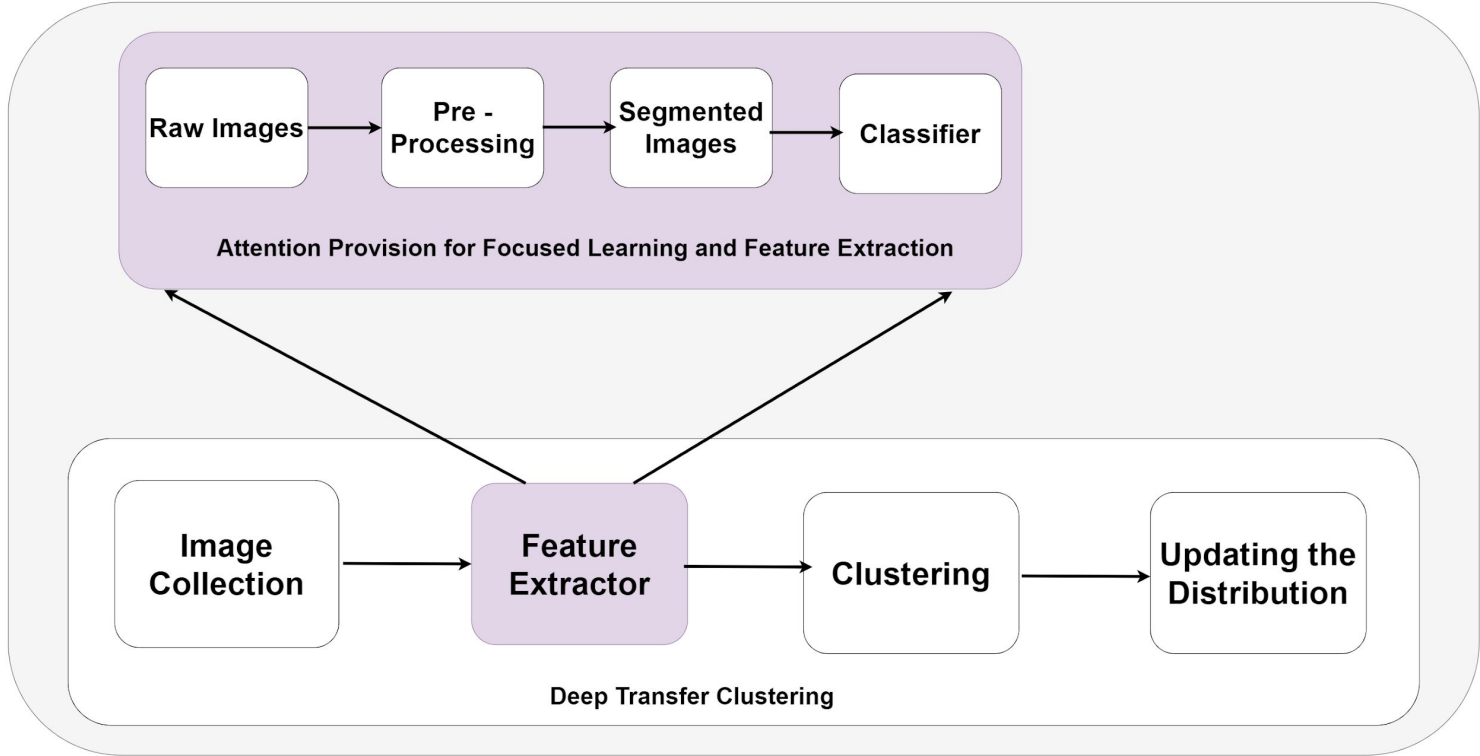 Raw Images
Pre -
Processing
Segmented
Images
Classifier
Attention Provision for Focused Learning and Feature Extraction
Image
Collection
Feature
Extractor
Clustering
Updating the
Distribution
Deep Transfer Clustering